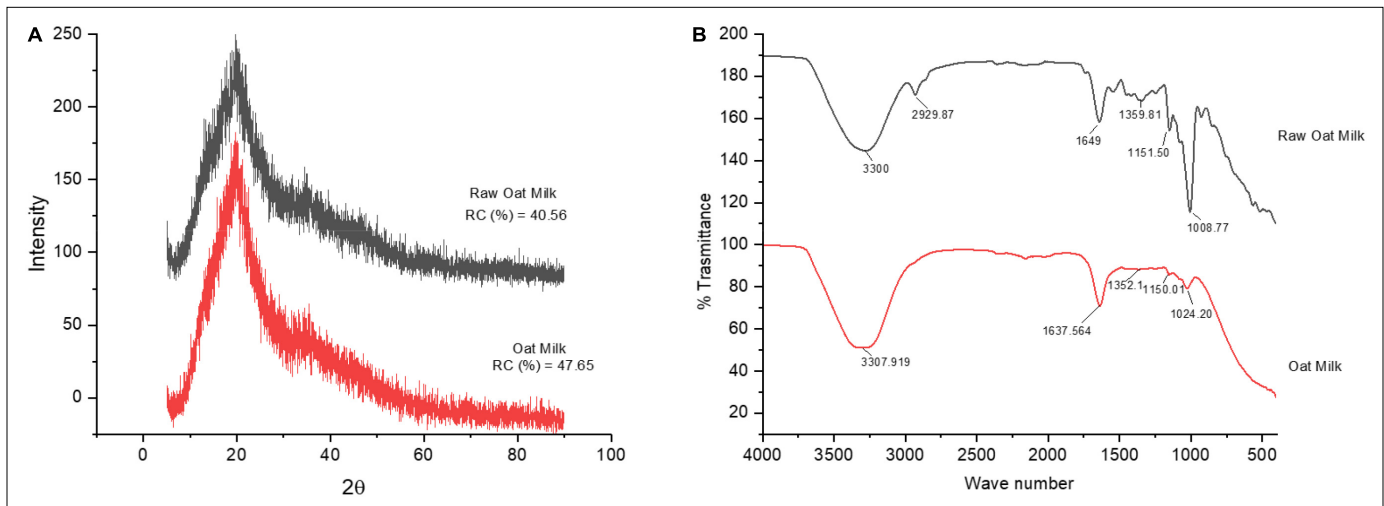 A
250
200
150
100
50
0
Intensity
Raw Oat Milk
RC (%) = 40.56
Oat Milk
RC (%) = 47.65
0 20 40 60 80 100
2θ
B
200
180
160
140
120
100
80
60
40
20
% Trasmittance
2929.87
3300
1649
1359.81
1151.50
1008.77
Raw Oat Milk
3307.919
1637.564
1352.1
1150.01
1024.20
Oat Milk
4000 3500 3000 2500 2000 1500 1000 500
Wave number